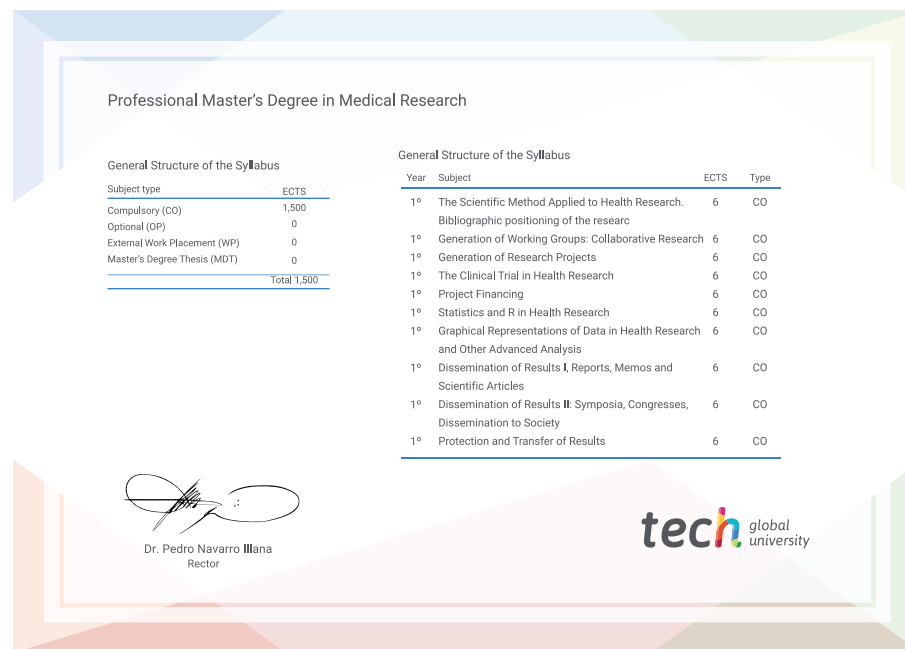 Professional Master's Degree in Medical Research
General Structure of the Syllabus
Subject type ECTS
Compulsory (CO) 1,500
Optional (OP) 0
External Work Placement (WP) 0
Master's Degree Thesis (MDT) 0
Total 1,500
General Structure of the Syllabus
Year Subject ECTS Type
1º The Scientific Method Applied to Health Research. 6 CO
Bibliographic positioning of the researc
1º Generation of Working Groups: Collaborative Research 6 CO
1º Generation of Research Projects 6 CO
1º The Clinical Trial in Health Research 6 CO
1º Project Financing 6 CO
1º Statistics and R in Health Research 6 CO
1º Graphical Representations of Data in Health Research 6 CO
and Other Advanced Analysis
1º Dissemination of Results I, Reports, Memos and 6 CO
Scientific Articles
1º Dissemination of Results II: Symposia, Congresses, 6 CO
Dissemination to Society
1º Protection and Transfer of Results 6 CO
Dr. Pedro Navarro Illana
Rector
tech global
university